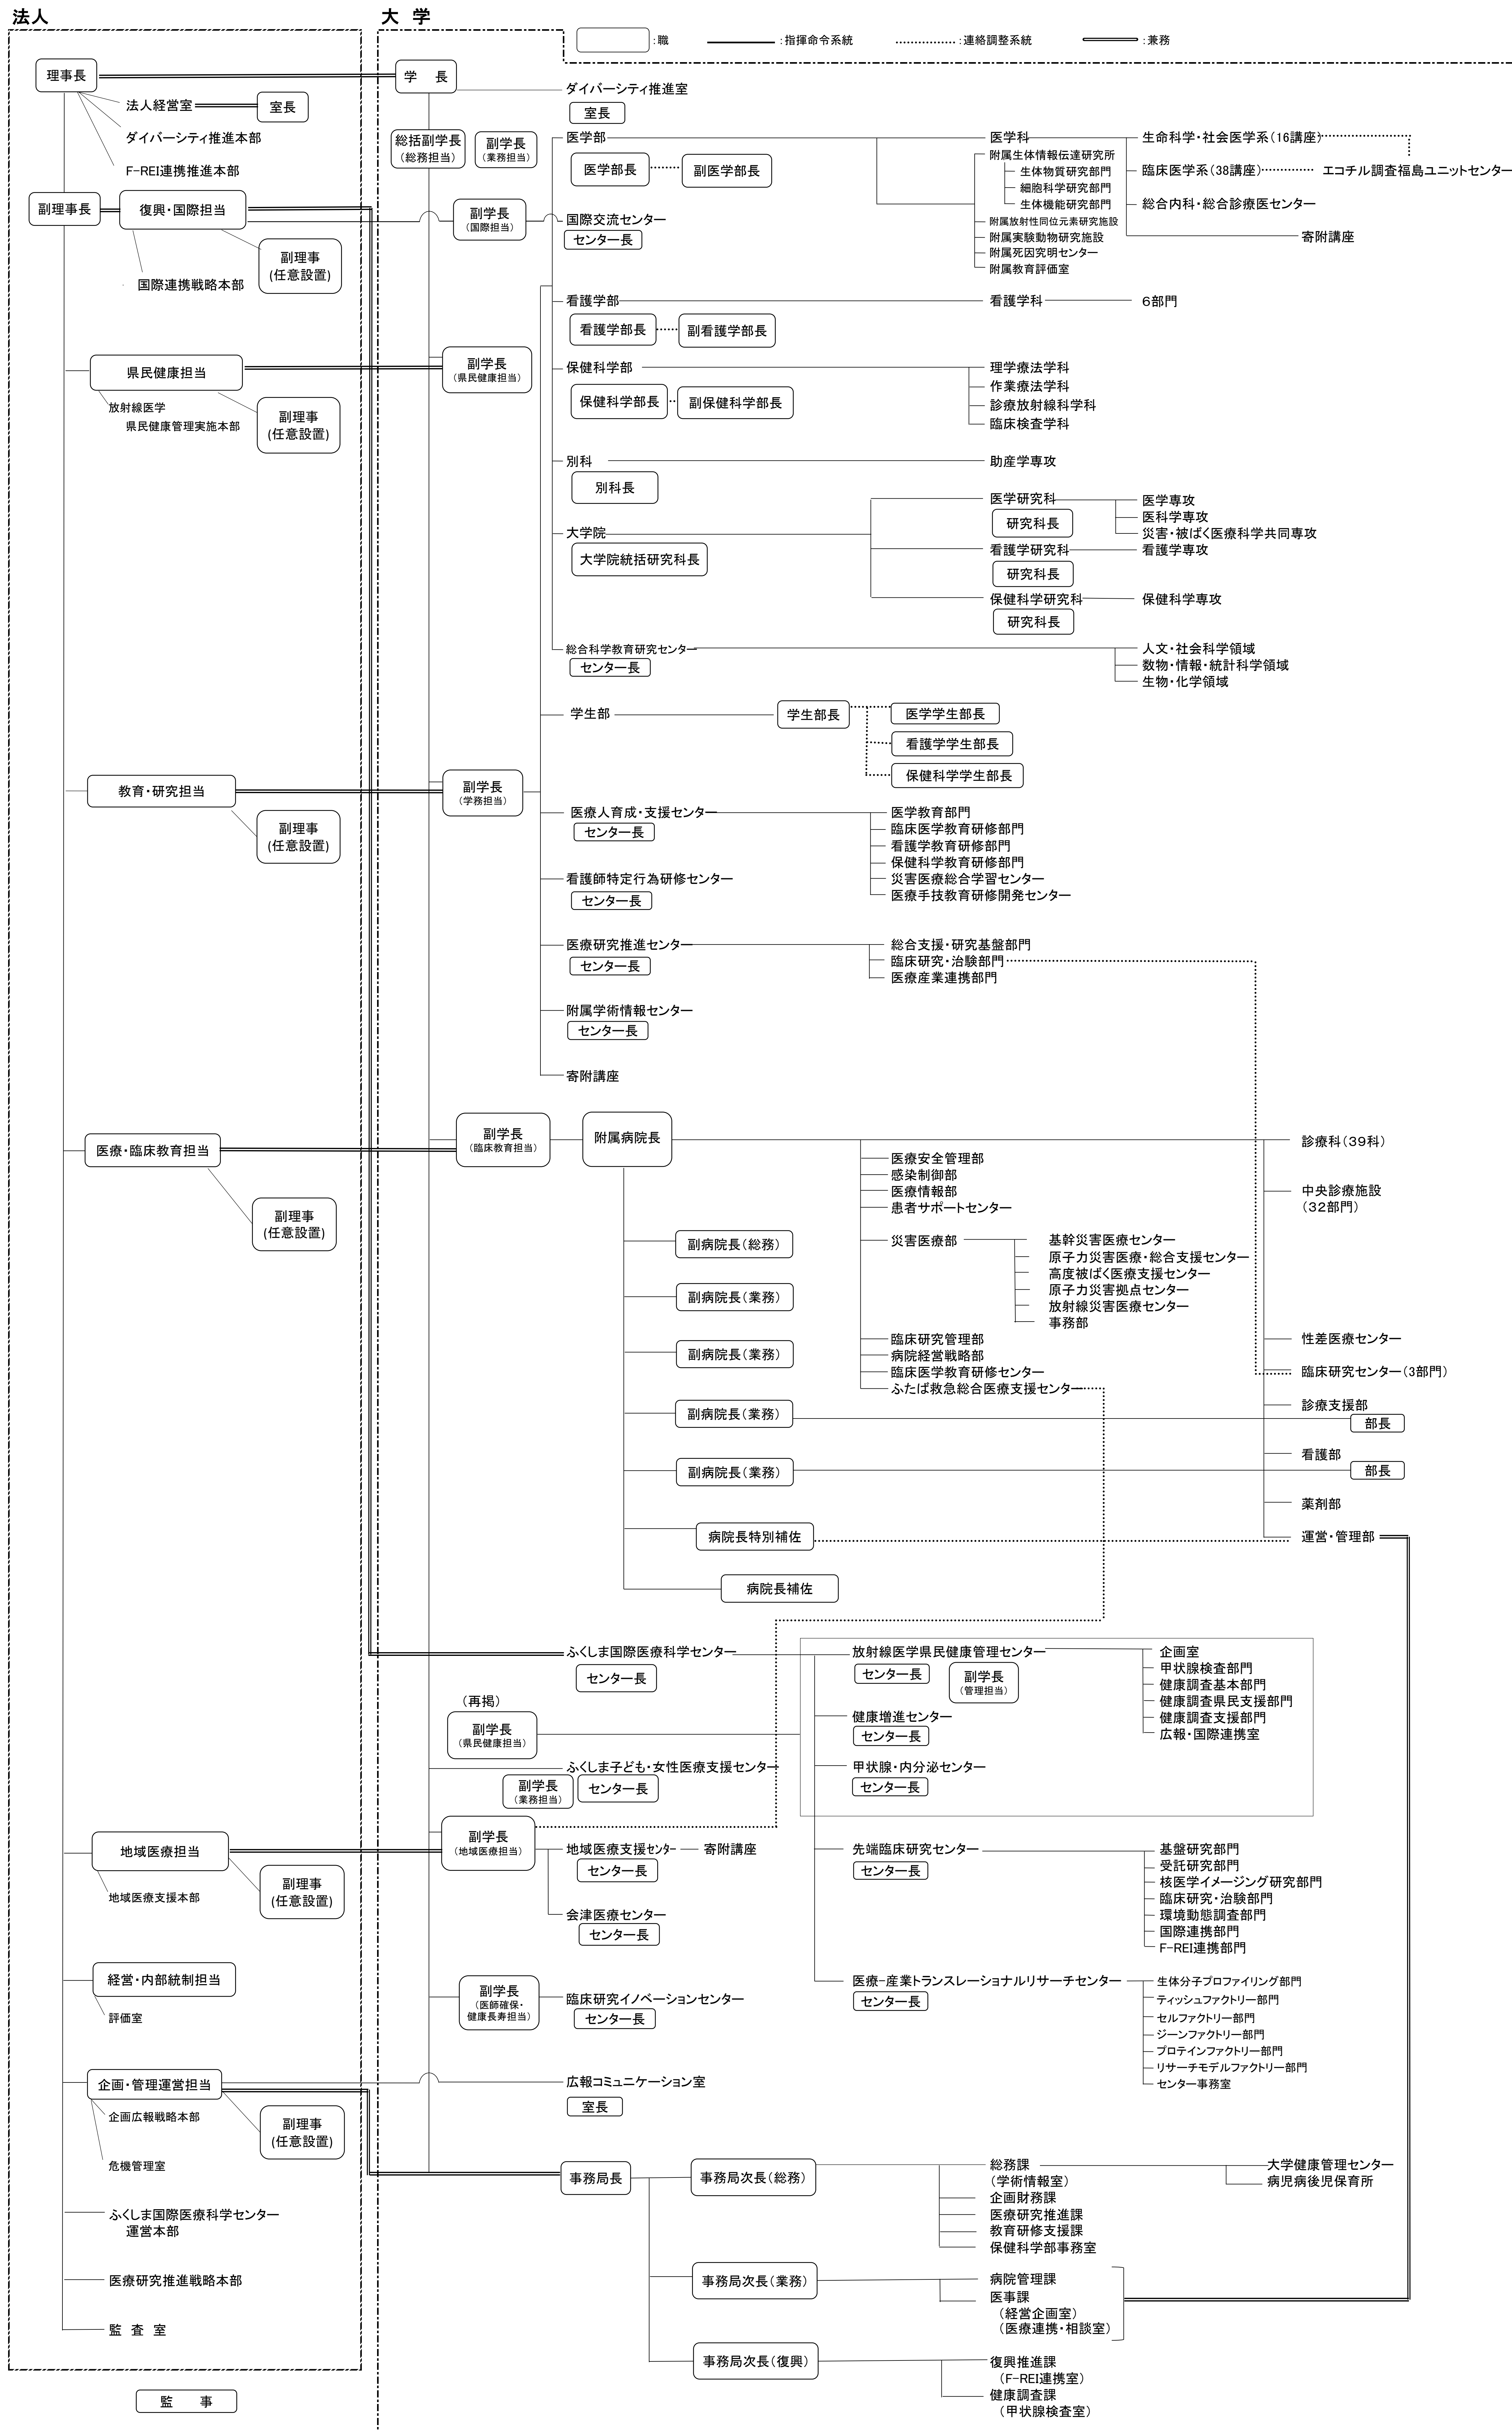 法人
大 学
：職
：指揮命令系統
：連絡調整系統
：兼務
理事長
法人経営室
室長
ダイバーシティ推進本部
F-REI連携推進本部
副理事長
復興・国際担当
副理事
(任意設置)
国際連携戦略本部
県民健康担当
放射線医学
県民健康管理実施本部
副理事
(任意設置)
教育・研究担当
副理事
(任意設置)
医療・臨床教育担当
副理事
(任意設置)
地域医療担当
地域医療支援本部
副理事
(任意設置)
経営・内部統制担当
評価室
企画・管理運営担当
企画広報戦略本部
副理事
(任意設置)
危機管理室
ふくしま国際医療科学センター
運営本部
医療研究推進戦略本部
監 査 室
監 事
学 長
ダイバーシティ推進室
室長
総括副学長
（総務担当）
副学長
（業務担当）
医学部
医学部長
副医学部長
医学科
附属生体情報伝達研究所
生体物質研究部門
細胞科学研究部門
生体機能研究部門
附属放射性同位元素研究施設
附属実験動物研究施設
附属死因究明センター
附属教育評価室
生命科学・社会医学系（16講座）
臨床医学系（38講座）
エコチル調査福島ユニットセンター
総合内科・総合診療医センター
寄附講座
副学長
（国際担当）
国際交流センター
センター長
看護学部
看護学部長
副看護学部長
看護学科
６部門
副学長
（県民健康担当）
保健科学部
保健科学部長
副保健科学部長
理学療法学科
作業療法学科
診療放射線科学科
臨床検査学科
別科
別科長
助産学専攻
大学院
大学院統括研究科長
医学研究科
研究科長
医学専攻
医科学専攻
災害・被ばく医療科学共同専攻
看護学研究科
研究科長
看護学専攻
保健科学研究科
研究科長
保健科学専攻
総合科学教育研究センター
センター長
人文・社会科学領域
数物・情報・統計科学領域
生物・化学領域
学生部
学生部長
医学学生部長
看護学学生部長
保健科学学生部長
副学長
（学務担当）
医療人育成・支援センター
センター長
医学教育部門
臨床医学教育研修部門
看護学教育研修部門
保健科学教育研修部門
災害医療総合学習センター
医療手技教育研修開発センター
看護師特定行為研修センター
センター長
医療研究推進センター
センター長
総合支援・研究基盤部門
臨床研究・治験部門
医療産業連携部門
附属学術情報センター
センター長
寄附講座
副学長
（臨床教育担当）
附属病院長
医療安全管理部
感染制御部
医療情報部
患者サポートセンター
災害医療部
基幹災害医療センター
原子力災害医療・総合支援センター
高度被ばく医療支援センター
原子力災害拠点センター
放射線災害医療センター
事務部
臨床研究管理部
病院経営戦略部
臨床医学教育研修センター
ふたば救急総合医療支援センター
副病院長（総務）
副病院長（業務）
副病院長（業務）
副病院長（業務）
副病院長（業務）
病院長特別補佐
病院長補佐
診療科（３９科）
中央診療施設
（３２部門）
性差医療センター
臨床研究センター（3部門）
診療支援部
部長
看護部
部長
薬剤部
運営・管理部
ふくしま国際医療科学センター
センター長
（再掲）
副学長
（県民健康担当）
放射線医学県民健康管理センター
センター長
副学長
（管理担当）
企画室
甲状腺検査部門
健康調査基本部門
健康調査県民支援部門
健康調査支援部門
広報・国際連携室
健康増進センター
センター長
甲状腺・内分泌センター
センター長
ふくしま子ども・女性医療支援センター
副学長
（業務担当）
センター長
副学長
（地域医療担当）
地域医療支援センター
寄附講座
センター長
会津医療センター
センター長
先端臨床研究センター
センター長
基盤研究部門
受託研究部門
核医学イメージング研究部門
臨床研究・治験部門
環境動態調査部門
国際連携部門
F-REI連携部門
副学長
（医師確保・
健康長寿担当）
臨床研究イノベーションセンター
センター長
医療-産業トランスレーショナルリサーチセンター
センター長
生体分子プロファイリング部門
ティッシュファクトリー部門
セルファクトリー部門
ジーンファクトリー部門
プロテインファクトリー部門
リサーチモデルファクトリー部門
センター事務室
広報コミュニケーション室
室長
事務局長
事務局次長（総務）
総務課
（学術情報室）
企画財務課
医療研究推進課
教育研修支援課
保健科学部事務室
大学健康管理センター
病児病後児保育所
事務局次長（業務）
病院管理課
医事課
（経営企画室）
（医療連携・相談室）
事務局次長（復興）
復興推進課
（F-REI連携室）
健康調査課
（甲状腺検査室）